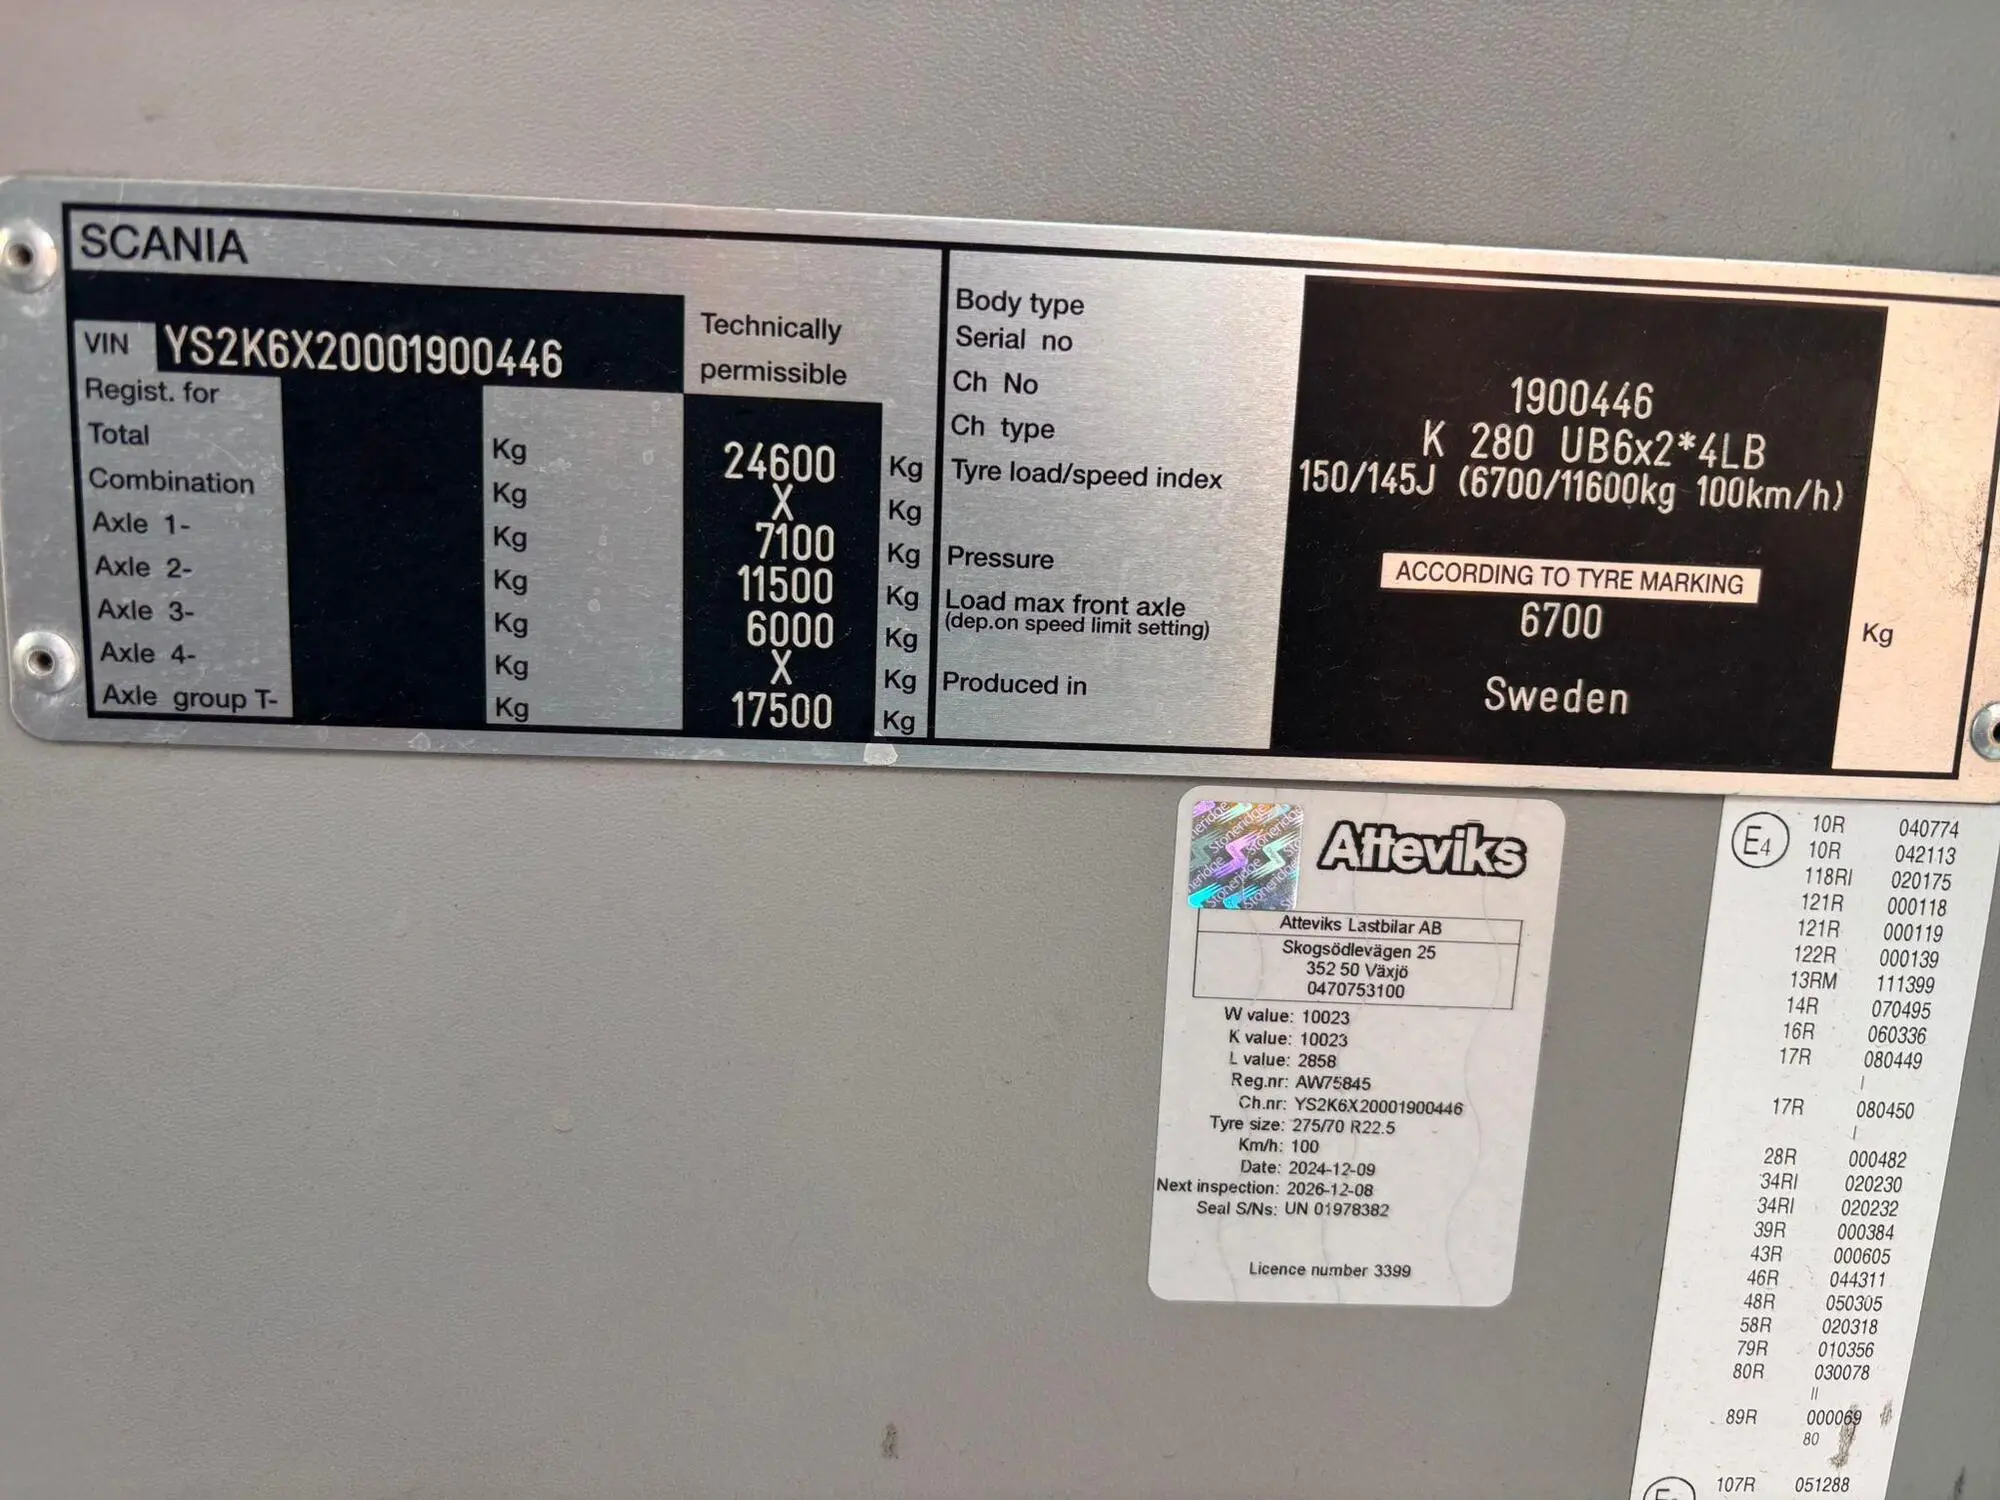 SCANIA
VIN YS2K6X20001900446
Technically
permissible
Regist. for
Total Kg 24600 Kg
Combination Kg X Kg
Axle 1- Kg 7100 Kg
Axle 2- Kg 11500 Kg
Axle 3- Kg 6000 Kg
Axle 4- Kg X Kg
Axle group T- Kg 17500 Kg
Body type
Serial no
Ch No 1900446
Ch type K 280 UB6x2*4LB
Tyre load/speed index 150/145J (6700/11600kg 100km/h)
Pressure ACCORDING TO TYRE MARKING
Load max front axle 6700 Kg
(dep.on speed limit setting)
Produced in Sweden
Stoneridge
Atteviks
Atteviks Lastbilar AB
Skogsödlevägen 25
352 50 Växjö
0470753100
W value: 10023
K value: 10023
L value: 2858
Reg.nr: AW75845
Ch.nr: YS2K6X20001900446
Tyre size: 275/70 R22.5
Km/h: 100
Date: 2024-12-09
Next inspection: 2026-12-08
Seal S/Ns: UN 01978382
Licence number 3399
E4
10R 040774
10R 042113
118RI 020175
121R 000118
121R 000119
122R 000139
13RM 111399
14R 070495
16R 060336
17R 080449
I
17R 080450
I
28R 000482
34RI 020230
34RI 020232
39R 000384
43R 000605
46R 044311
48R 050305
58R 020318
79R 010356
80R 030078
II
89R 000069
80
107R 051288